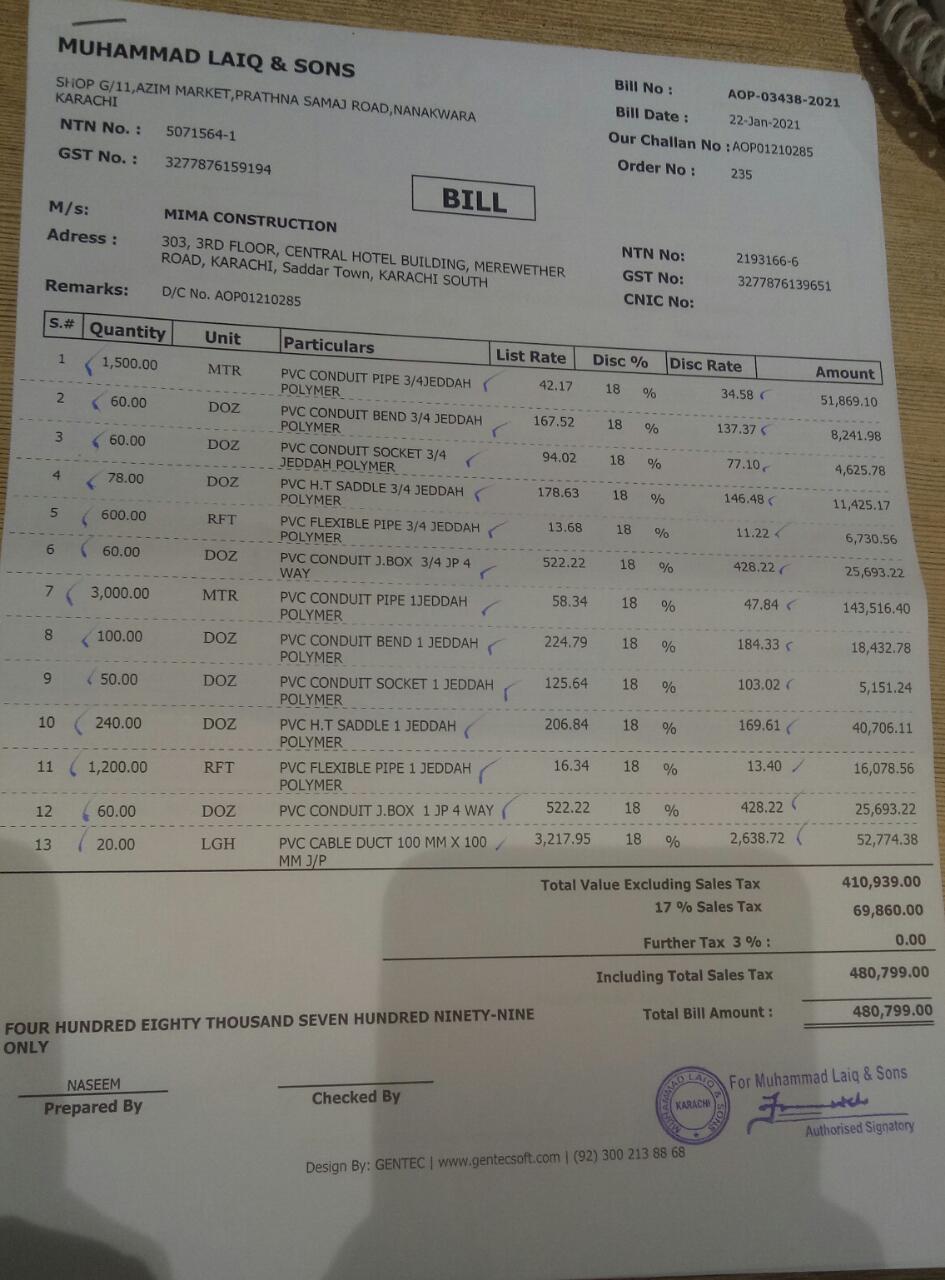 MUHAMMAD LAIQ & SONS
SHOP G/11,AZIM MARKET,PRATHNA SAMAJ ROAD,NANAKWARA
KARACHI
NTN No. : 5071564-1
GST No. : 3277876159194
Bill No : AOP-03438-2021
Bill Date : 22-Jan-2021
Our Challan No : AOP01210285
Order No : 235
BILL
M/s: MIMA CONSTRUCTION
Adress : 303, 3RD FLOOR, CENTRAL HOTEL BUILDING, MEREWETHER
ROAD, KARACHI, Saddar Town, KARACHI SOUTH
Remarks: D/C No. AOP01210285
NTN No: 2193166-6
GST No: 3277876139651
CNIC No:
S.# Quantity Unit Particulars List Rate Disc % Disc Rate Amount
1 1,500.00 MTR PVC CONDUIT PIPE 3/4JEDDAH 42.17 18 % 34.58 51,869.10
POLYMER
2 60.00 DOZ PVC CONDUIT BEND 3/4 JEDDAH 167.52 18 % 137.37 8,241.98
POLYMER
3 60.00 DOZ PVC CONDUIT SOCKET 3/4 94.02 18 % 77.10 4,625.78
JEDDAH POLYMER
4 78.00 DOZ PVC H.T SADDLE 3/4 JEDDAH 178.63 18 % 146.48 11,425.17
POLYMER
5 600.00 RFT PVC FLEXIBLE PIPE 3/4 JEDDAH 13.68 18 % 11.22 6,730.56
POLYMER
6 60.00 DOZ PVC CONDUIT J.BOX 3/4 JP 4 522.22 18 % 428.22 25,693.22
WAY
7 3,000.00 MTR PVC CONDUIT PIPE 1JEDDAH 58.34 18 % 47.84 143,516.40
POLYMER
8 100.00 DOZ PVC CONDUIT BEND 1 JEDDAH 224.79 18 % 184.33 18,432.78
POLYMER
9 50.00 DOZ PVC CONDUIT SOCKET 1 JEDDAH 125.64 18 % 103.02 5,151.24
POLYMER
10 240.00 DOZ PVC H.T SADDLE 1 JEDDAH 206.84 18 % 169.61 40,706.11
POLYMER
11 1,200.00 RFT PVC FLEXIBLE PIPE 1 JEDDAH 16.34 18 % 13.40 16,078.56
POLYMER
12 60.00 DOZ PVC CONDUIT J.BOX 1 JP 4 WAY 522.22 18 % 428.22 25,693.22
13 20.00 LGH PVC CABLE DUCT 100 MM X 100 3,217.95 18 % 2,638.72 52,774.38
MM J/P
Total Value Excluding Sales Tax 410,939.00
17 % Sales Tax 69,860.00
Further Tax 3 % : 0.00
Including Total Sales Tax 480,799.00
Total Bill Amount : 480,799.00
FOUR HUNDRED EIGHTY THOUSAND SEVEN HUNDRED NINETY-NINE
ONLY
NASEEM
Prepared By
Checked By
MUHAMMAD LAIQ & SONS
KARACHI
For Muhammad Laiq & Sons
Authorised Signatory
Design By: GENTEC | www.gentecsoft.com | (92) 300 213 88 68